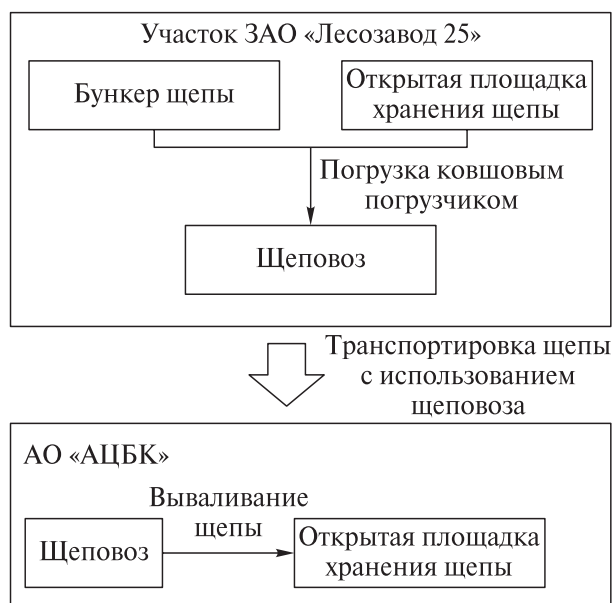 Участок ЗАО «Лесозавод 25»
Бункер щепы
Открытая площадка
хранения щепы
Погрузка ковшовым
погрузчиком
Щеповоз
Транспортировка щепы
с использованием
щеповоза
АО «АЦБК»
Вываливание
щепы
Щеповоз
Открытая площадка
хранения щепы